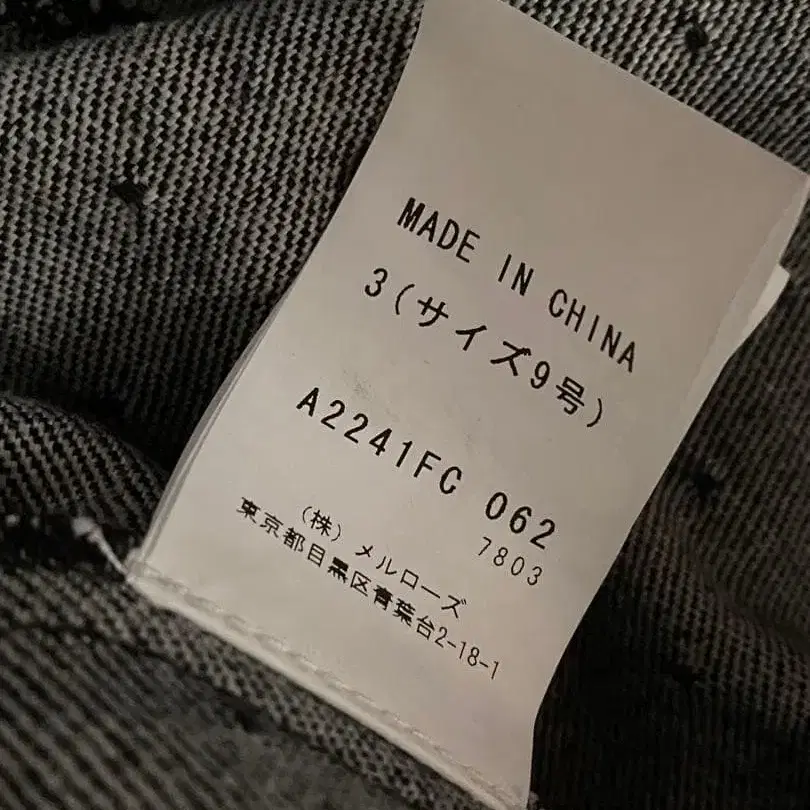 MADE IN CHINA
3(サイズ9号)
A2241FC 062
7803
(株) メルローズ
東京都目黒区青葉台2-18-1